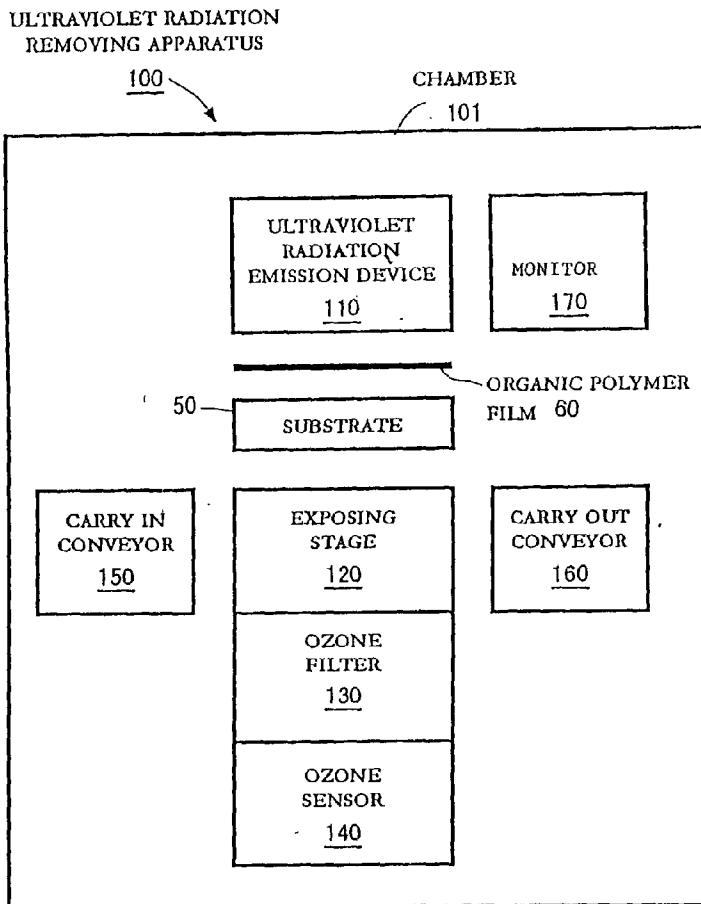 ULTRAVIOLET RADIATION
REMOVING APPARATUS
100
CHAMBER
101
ULTRAVIOLET
RADIATION
EMISSION DEVICE
110
MONITOR
170
ORGANIC POLYMER
FILM 60
50
SUBSTRATE
CARRY IN
CONVEYOR
150
EXPOSING
STAGE
120
CARRY OUT
CONVEYOR
160
OZONE
FILTER
130
OZONE
SENSOR
140